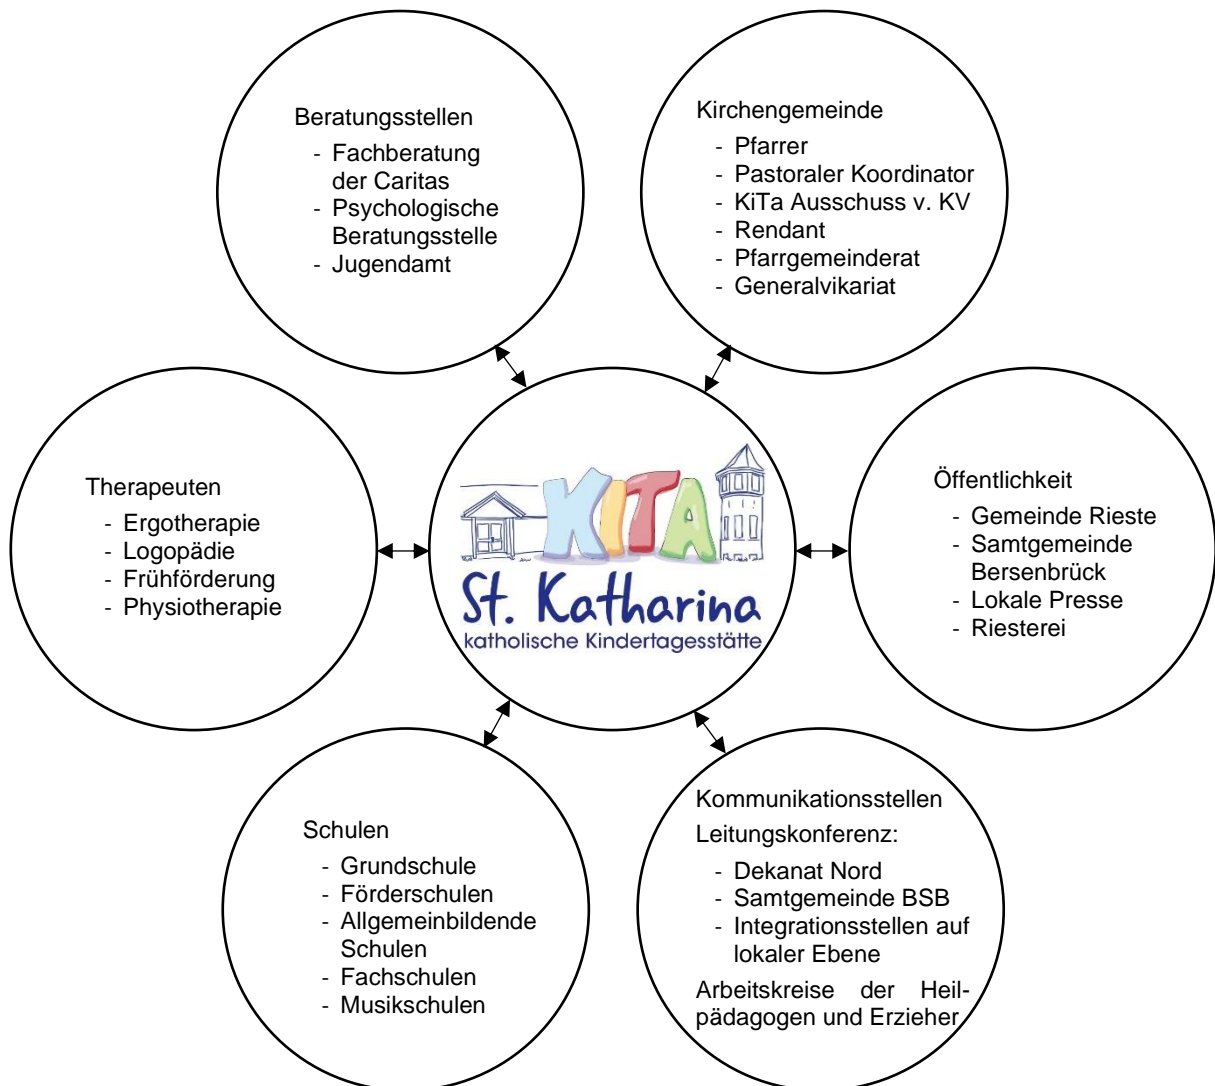 Beratungsstellen
- Fachberatung
der Caritas
- Psychologische
Beratungsstelle
- Jugendamt
Kirchengemeinde
- Pfarrer
- Pastoraler Koordinator
- KiTa Ausschuss v. KV
- Rendant
- Pfarrgemeinderat
- Generalvikariat
Therapeuten
- Ergotherapie
- Logopädie
- Frühförderung
- Physiotherapie
KITA
St. Katharina
katholische Kindertagesstätte
Öffentlichkeit
- Gemeinde Rieste
- Samtgemeinde
Bersenbrück
- Lokale Presse
- Riesterei
Schulen
- Grundschule
- Förderschulen
- Allgemeinbildende
Schulen
- Fachschulen
- Musikschulen
Kommunikationsstellen
Leitungskonferenz:
- Dekanat Nord
- Samtgemeinde BSB
- Integrationsstellen auf
lokaler Ebene
Arbeitskreise der Heil-
pädagogen und Erzieher